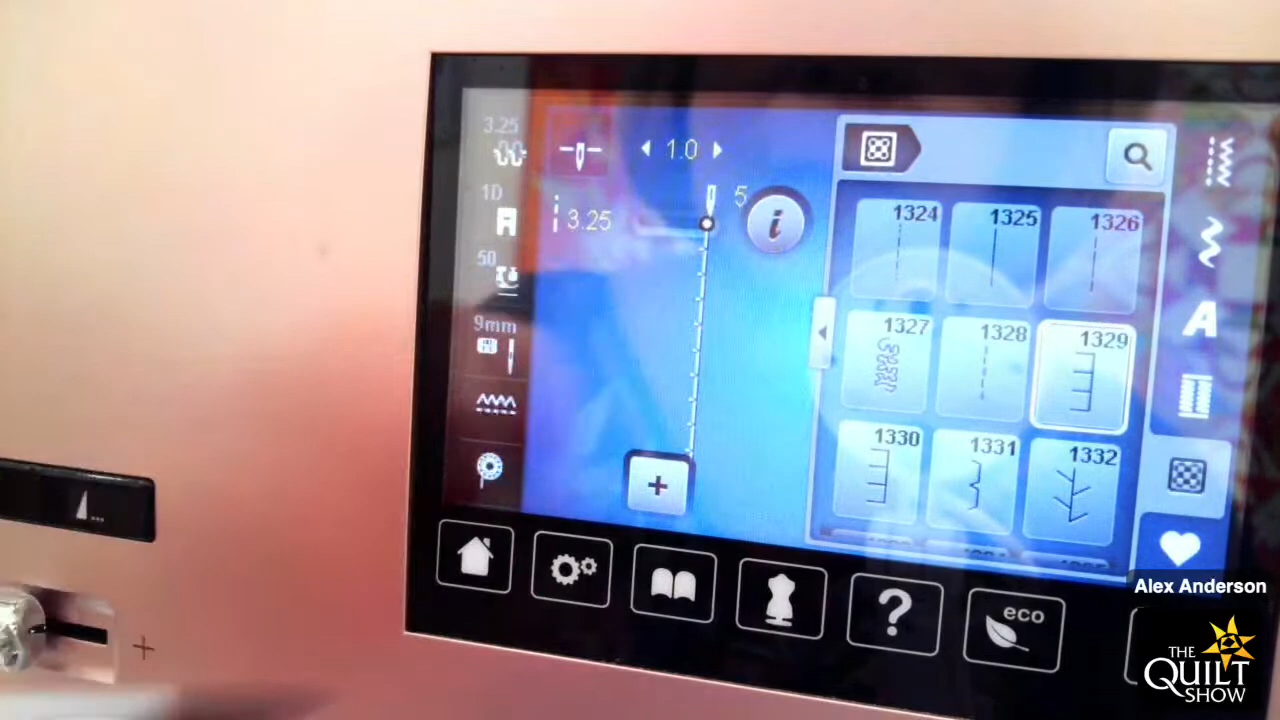 3.25
1.0
1D
5
3.25
i
50
9mm
1324
1325
1326
1327
1328
1329
1330
1331
1332
A
+
?
eco
+
Alex Anderson
THE
QUILT
SHOW